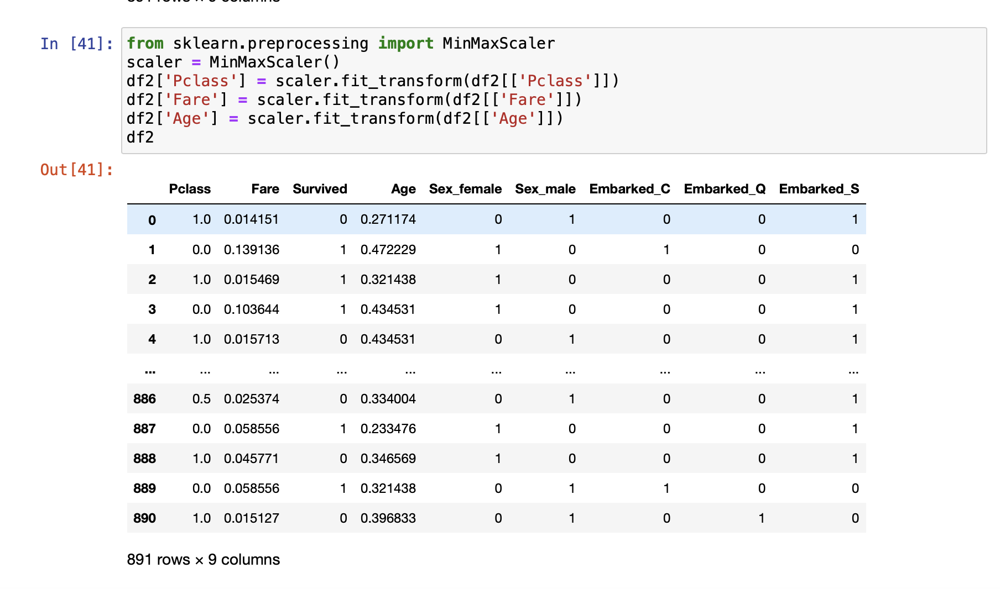 891 rows × 9 columns
In [41]:
from sklearn.preprocessing import MinMaxScaler
scaler = MinMaxScaler()
df2['Pclass'] = scaler.fit_transform(df2[['Pclass']])
df2['Fare'] = scaler.fit_transform(df2[['Fare']])
df2['Age'] = scaler.fit_transform(df2[['Age']])
df2
Out[41]:
Pclass Fare Survived Age Sex_female Sex_male Embarked_C Embarked_Q Embarked_S
0 1.0 0.014151 0 0.271174 0 1 0 0 1
1 0.0 0.139136 1 0.472229 1 0 1 0 0
2 1.0 0.015469 1 0.321438 1 0 0 0 1
3 0.0 0.103644 1 0.434531 1 0 0 0 1
4 1.0 0.015713 0 0.434531 0 1 0 0 1
... ... ... ... ... ... ... ... ... ...
886 0.5 0.025374 0 0.334004 0 1 0 0 1
887 0.0 0.058556 1 0.233476 1 0 0 0 1
888 1.0 0.045771 0 0.346569 1 0 0 0 1
889 0.0 0.058556 1 0.321438 0 1 1 0 0
890 1.0 0.015127 0 0.396833 0 1 0 1 0
891 rows × 9 columns